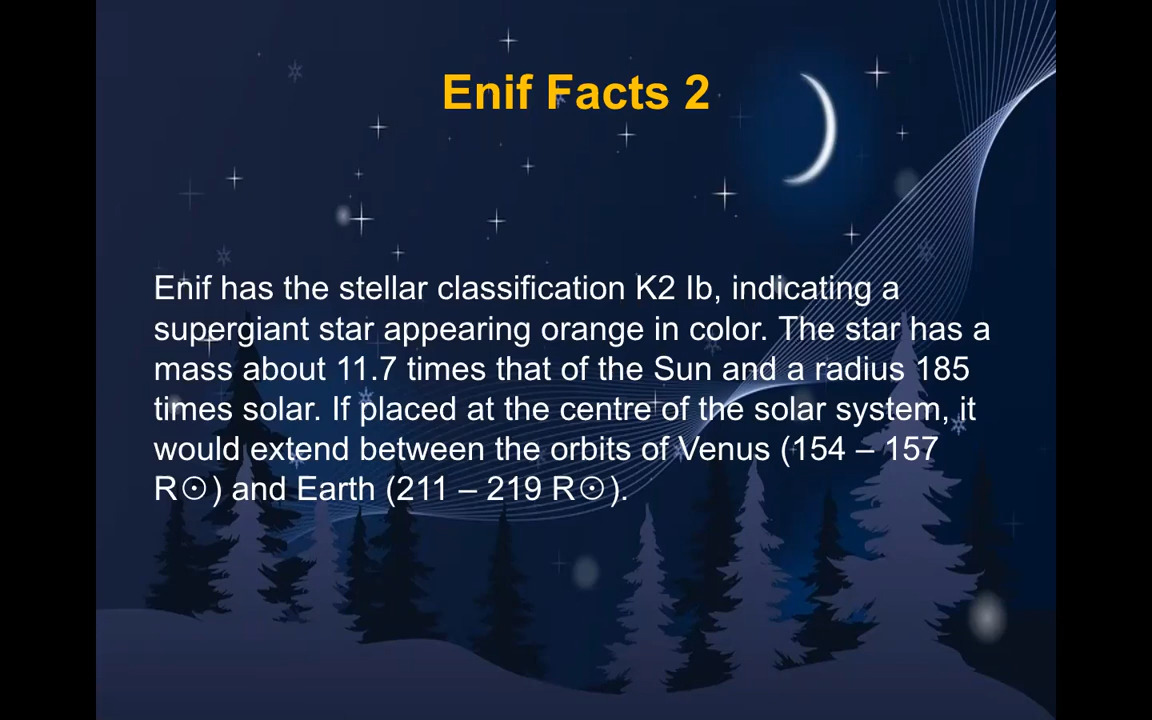 Enif Facts 2
Enif has the stellar classification K2 Ib, indicating a
supergiant star appearing orange in color. The star has a
mass about 11.7 times that of the Sun and a radius 185
times solar. If placed at the centre of the solar system, it
would extend between the orbits of Venus (154 – 157
R☉) and Earth (211 – 219 R☉).